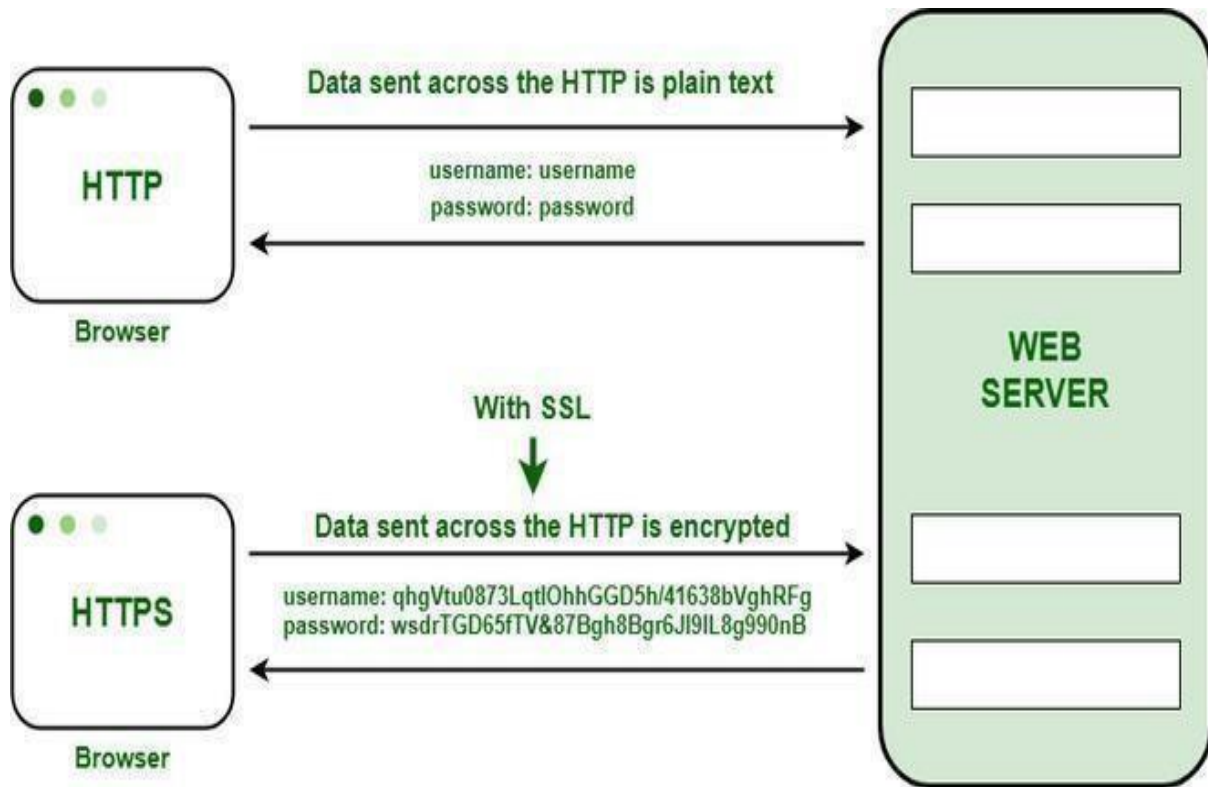 Data sent across the HTTP is plain text
HTTP
username: username
password: password
Browser
WEB
SERVER
With SSL
Data sent across the HTTP is encrypted
HTTPS
username: qhgVtu0873LqtlOhhGGD5h/41638bVghRFg
password: wsdrTGD65fTV&87Bgh8Bgr6Jl9lL8g990nB
Browser